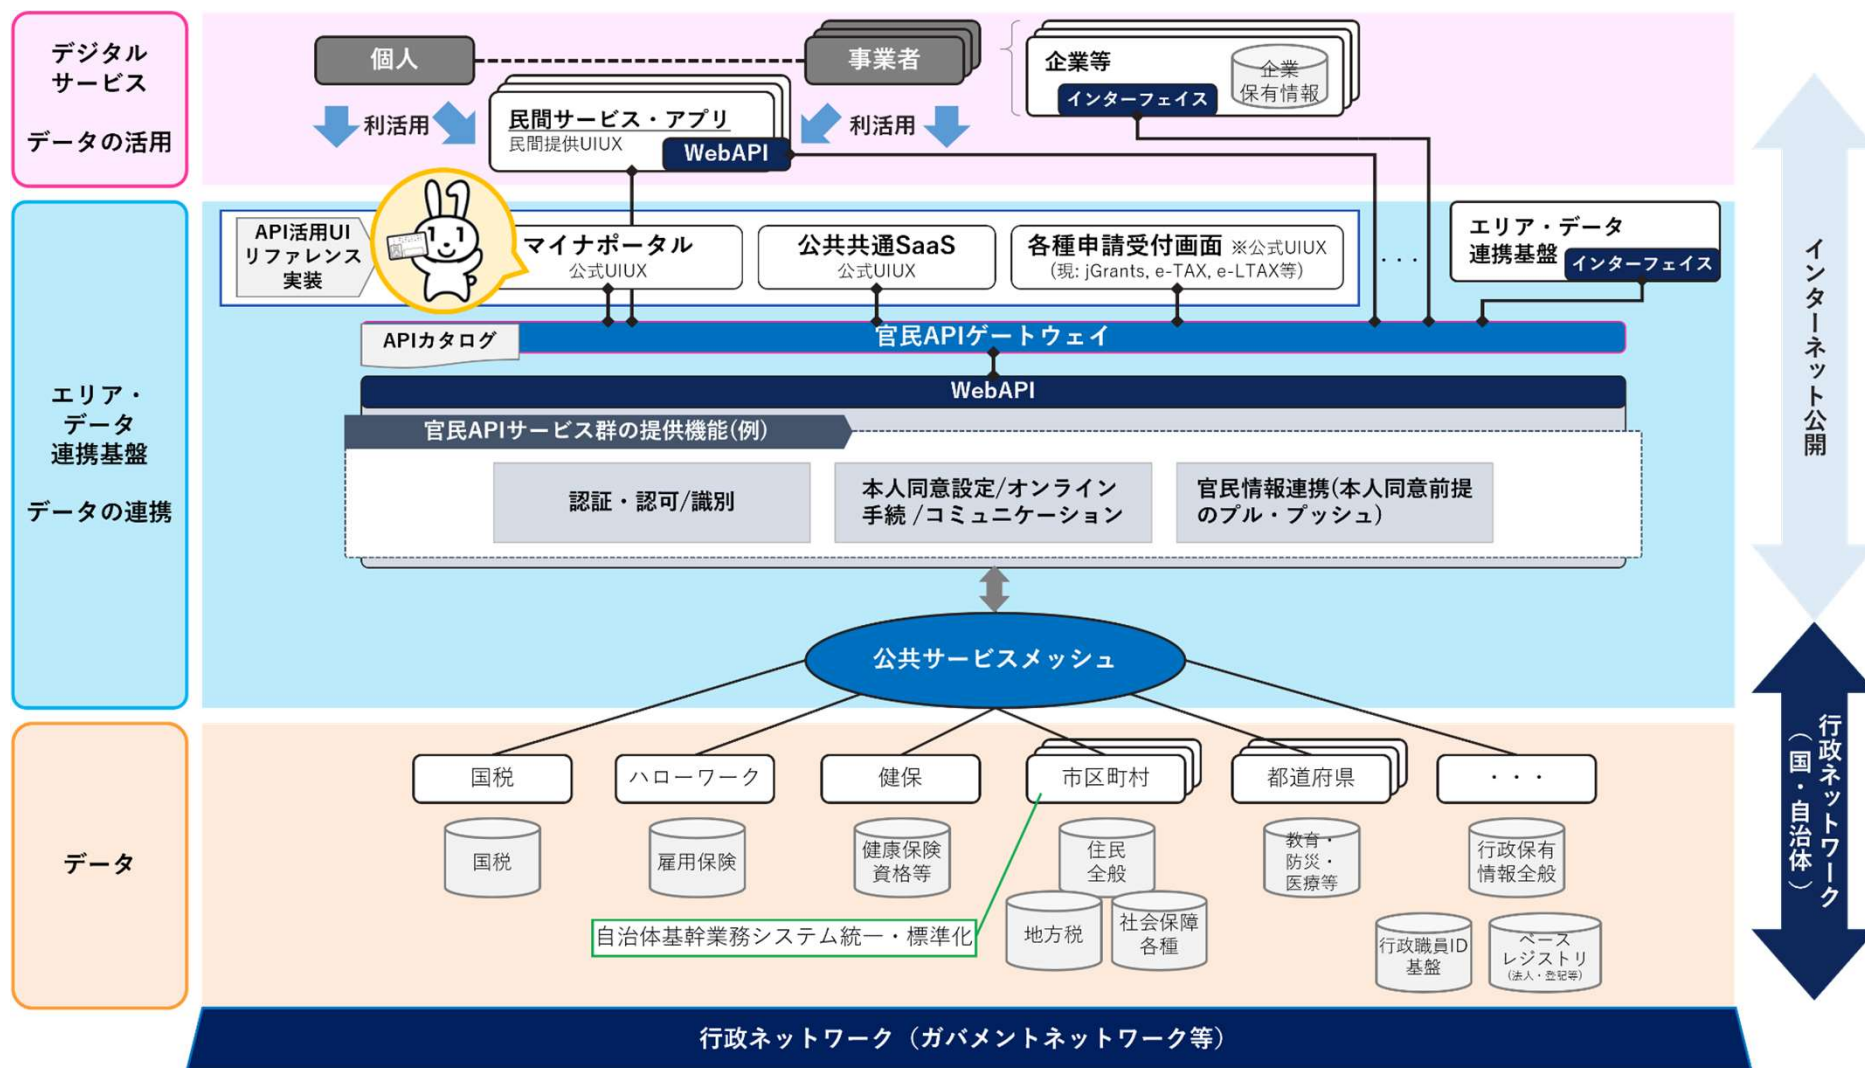 デジタル
サービス
データの活用
個人
事業者
企業等
インターフェイス
企業
保有情報
利活用
民間サービス・アプリ
民間提供UIUX
WebAPI
利活用
エリア・
データ
連携基盤
データの連携
API活用UI
リファレンス
実装
マイナポータル
公式UIUX
公共共通SaaS
公式UIUX
各種申請受付画面 ※公式UIUX
(現: jGrants, e-TAX, e-LTAX等)
・・・
エリア・データ
連携基盤
インターフェイス
APIカタログ
官民APIゲートウェイ
WebAPI
官民APIサービス群の提供機能(例)
認証・認可/識別
本人同意設定/オンライン
手続 /コミュニケーション
官民情報連携(本人同意前提
のプル・プッシュ)
公共サービスメッシュ
インターネット公開
データ
国税
ハローワーク
健保
市区町村
都道府県
・・・
国税
雇用保険
健康保険
資格等
住民
全般
教育・
防災・
医療等
行政保有
情報全般
自治体基幹業務システム統一・標準化
地方税
社会保障
各種
行政職員ID
基盤
ベース
レジストリ
(法人・登記等)
行政ネットワーク
（国・自治体）
行政ネットワーク（ガバメントネットワーク等）